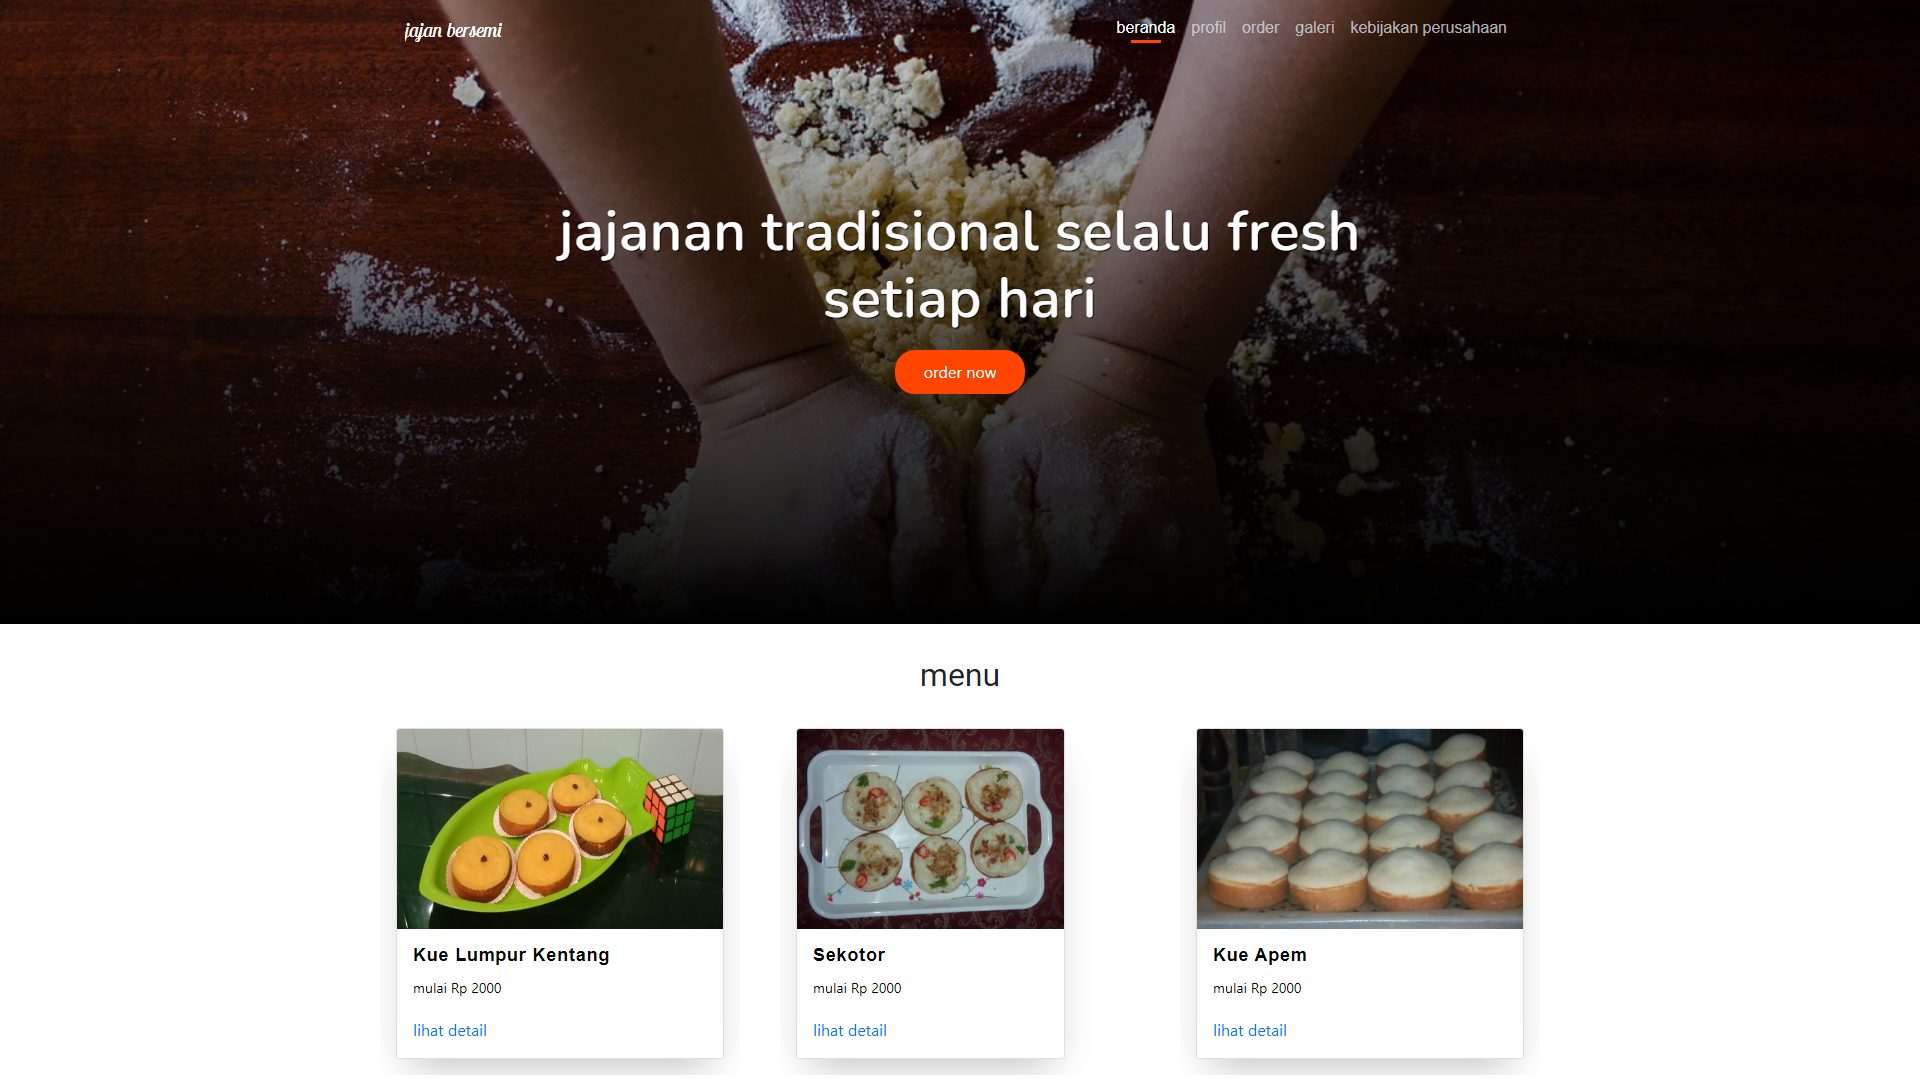 jajan bersemi
beranda profil order galeri kebijakan perusahaan
jajanan tradisional selalu fresh
setiap hari
order now
menu
Kue Lumpur Kentang
mulai Rp 2000
lihat detail
Sekotor
mulai Rp 2000
lihat detail
Kue Apem
mulai Rp 2000
lihat detail